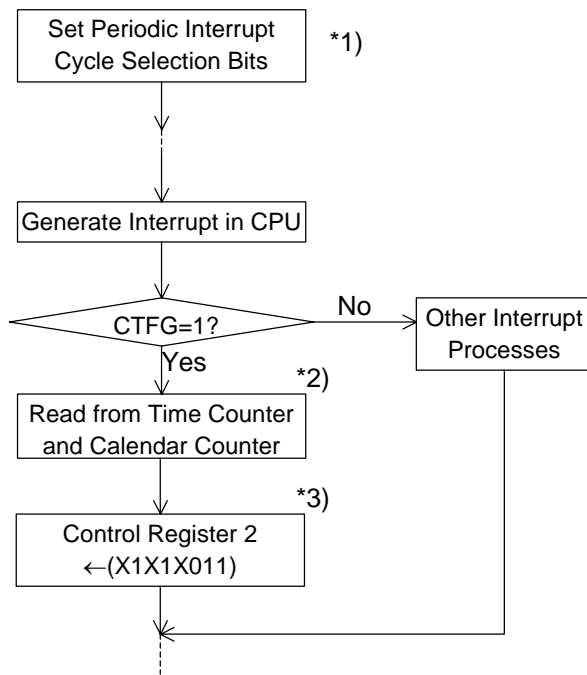 Set Periodic Interrupt
Cycle Selection Bits
*1)
Generate Interrupt in CPU
CTFG=1?
No
Other Interrupt
Processes
Yes
*2)
Read from Time Counter
and Calendar Counter
*3)
Control Register 2
←(X1X1X011)